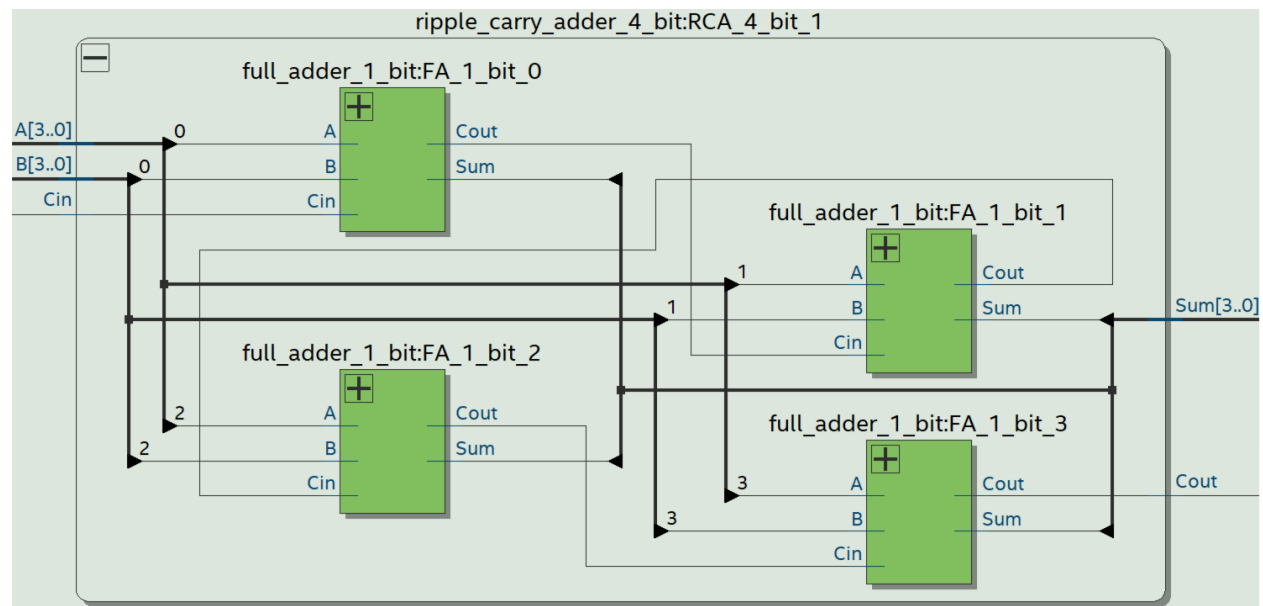 ripple_carry_adder_4_bit:RCA_4_bit_1
full_adder_1_bit:FA_1_bit_0
A[3..0]
0
A
Cout
B[3..0]
0
B
Sum
Cin
Cin
full_adder_1_bit:FA_1_bit_1
1
A
Cout
1
B
Sum
Sum[3..0]
Cin
full_adder_1_bit:FA_1_bit_2
2
A
Cout
2
B
Sum
Cin
full_adder_1_bit:FA_1_bit_3
3
A
Cout
Cout
3
B
Sum
Cin